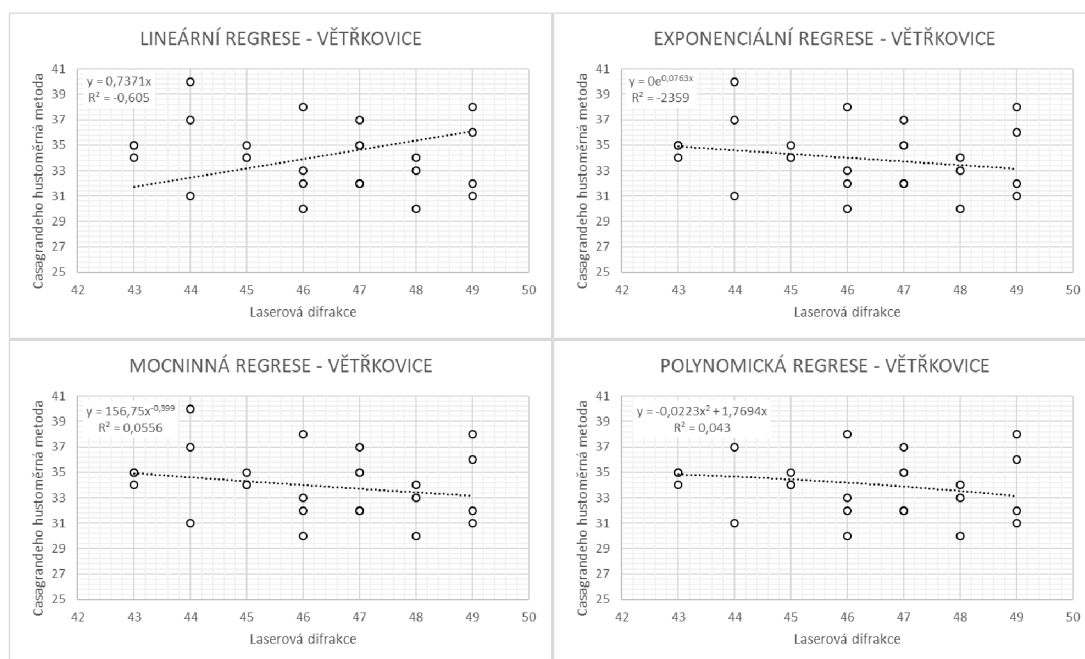 LINEÁRNÍ REGRESE - VĚTŘKOVICE
y = 0,7371x
R² = -0,605
Casagrandeho hustoměrná metoda
41
39
37
35
33
31
29
27
25
42 43 44 45 46 47 48 49 50
Laserová difrakce
EXPONENCIÁLNÍ REGRESE - VĚTŘKOVICE
y = 0e^0,0763x
R² = -2359
Casagrandeho hustoměrná metoda
41
39
37
35
33
31
29
27
25
42 43 44 45 46 47 48 49 50
Laserová difrakce
MOCNINNÁ REGRESE - VĚTŘKOVICE
y = 156,75x^-0,399
R² = 0,0556
Casagrandeho hustoměrná metoda
41
39
37
35
33
31
29
27
25
42 43 44 45 46 47 48 49 50
Laserová difrakce
POLYNOMICKÁ REGRESE - VĚTŘKOVICE
y = -0,0223x² + 1,7694x
R² = 0,043
Casagrandeho hustoměrná metoda
41
39
37
35
33
31
29
27
25
42 43 44 45 46 47 48 49 50
Laserová difrakce